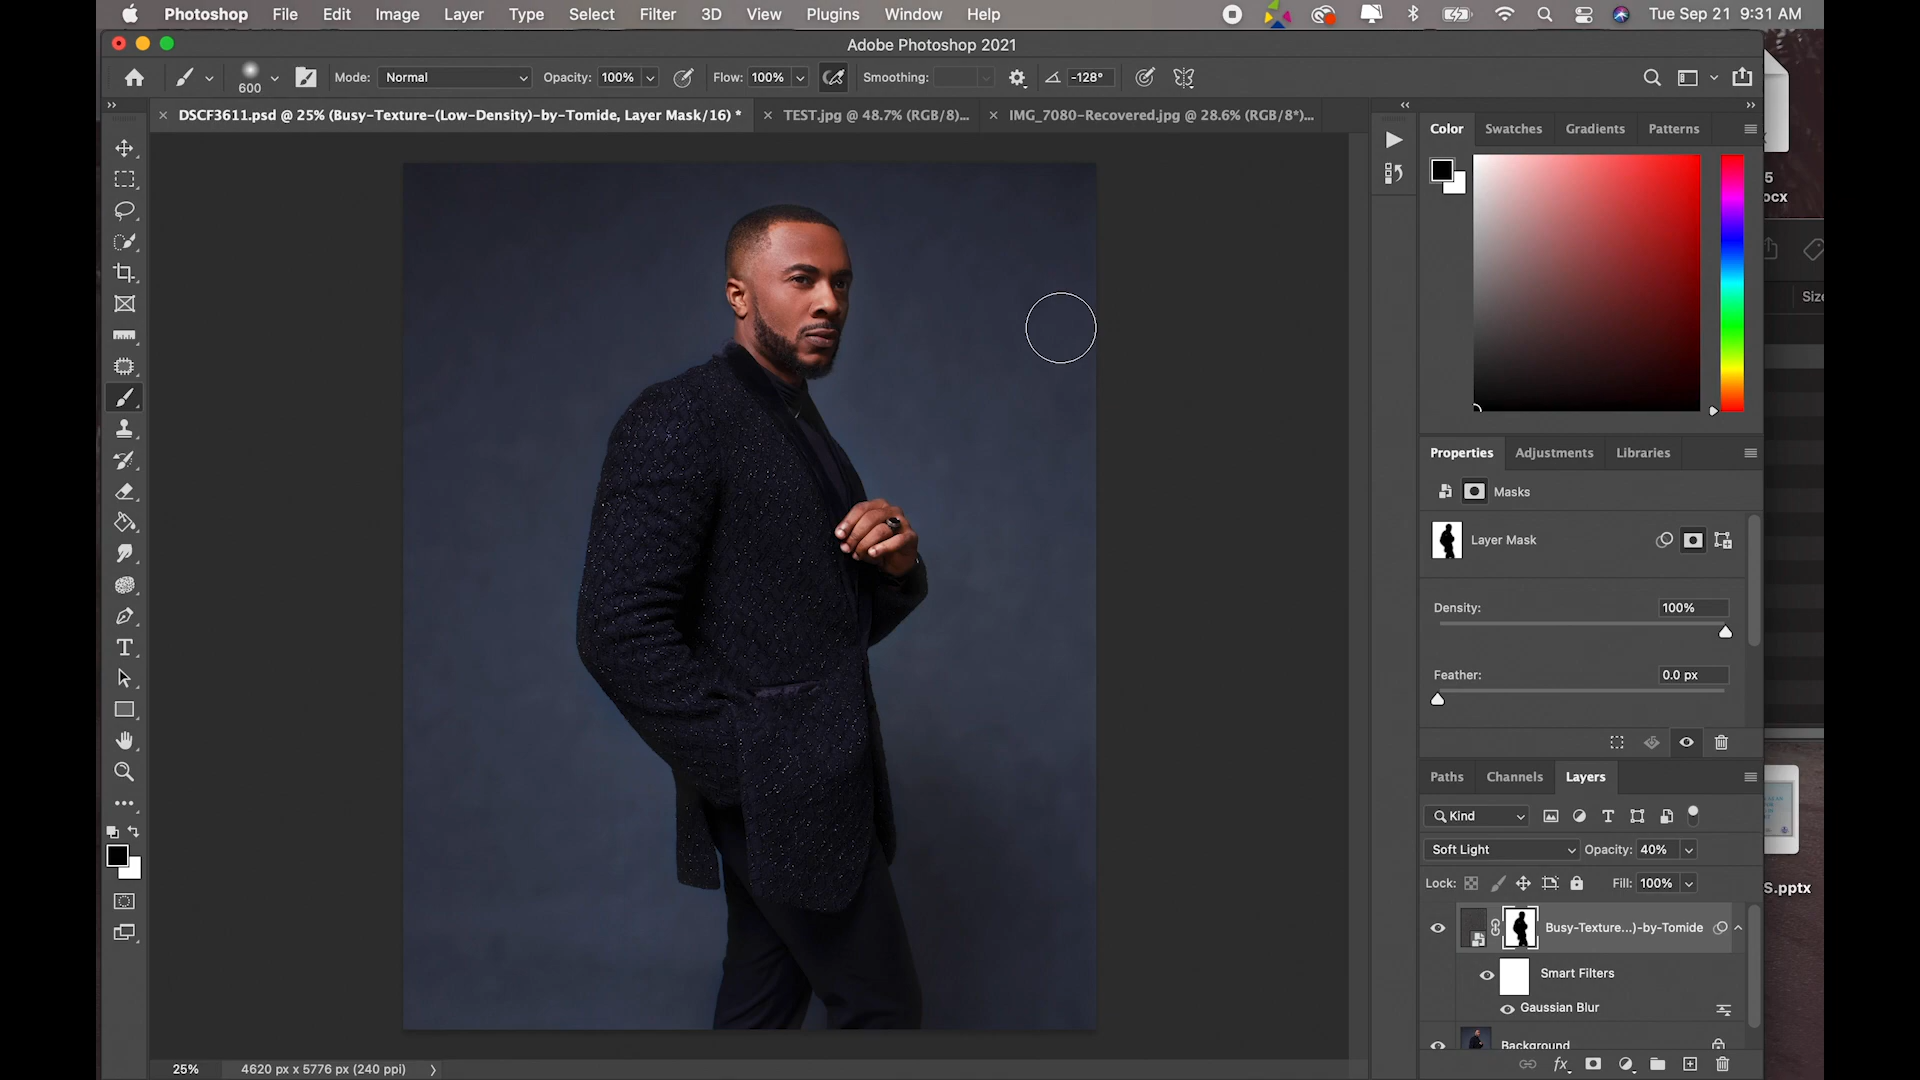 Photoshop File Edit Image Layer Type Select Filter 3D View Plugins Window Help Tue Sep 21 9:31 AM
Adobe Photoshop 2021
600 Mode: Normal Opacity: 100% Flow: 100% Smoothing: -128°
DSCF3611.psd @ 25% (Busy-Texture-(Low-Density)-by-Tomide, Layer Mask/16) * TEST.jpg @ 48.7% (RGB/8)... IMG_7080-Recovered.jpg @ 28.6% (RGB/8*)...
Color Swatches Gradients Patterns
5
ocx
Size
Properties Adjustments Libraries
Masks
Layer Mask
Density: 100%
Feather: 0.0 px
Paths Channels Layers
Kind
Soft Light Opacity: 40%
Lock: Fill: 100%
S.pptx
Busy-Texture...)-by-Tomide
Smart Filters
Gaussian Blur
Background
25% 4620 px x 5776 px (240 ppi)